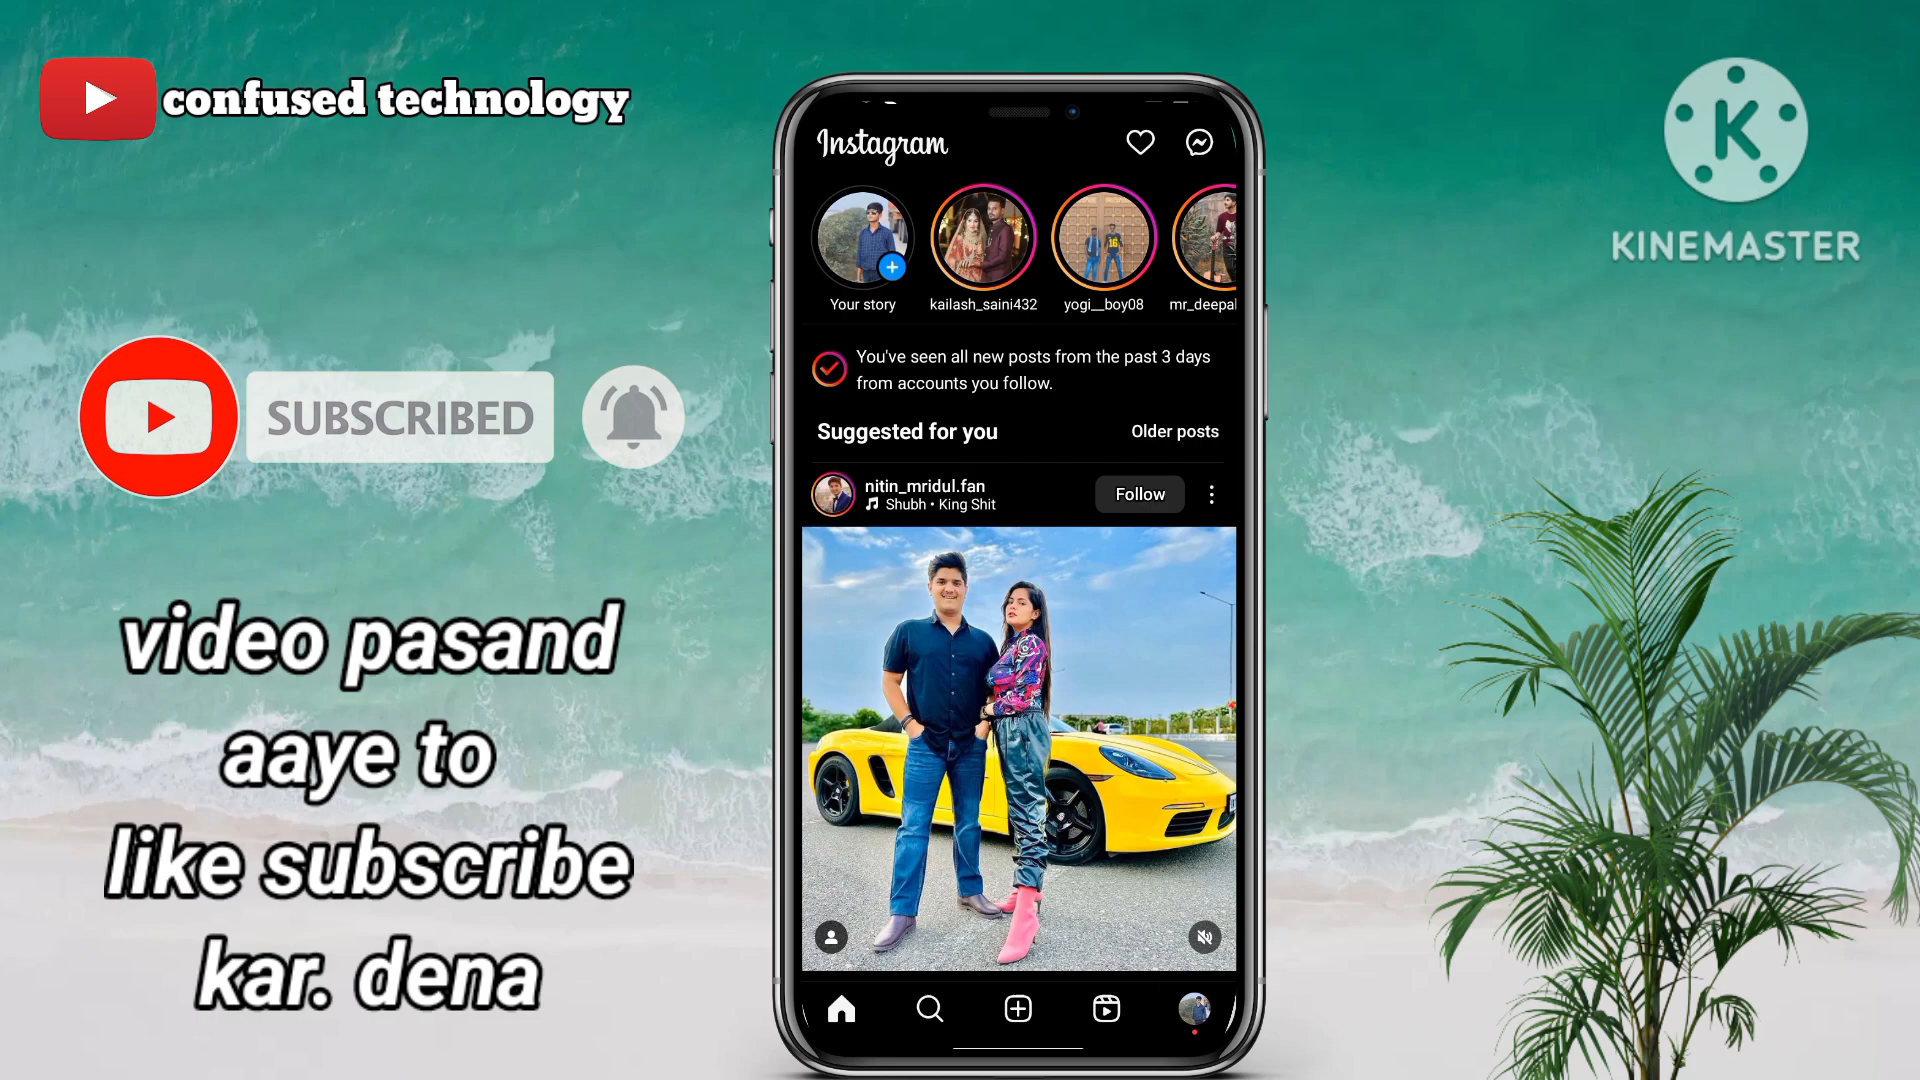 confused technology
KINEMASTER
SUBSCRIBED
video pasand
aaye to
like subscribe
kar. dena
Instagram
Your story
kailash_saini432
yogi__boy08
mr_deepa
You've seen all new posts from the past 3 days
from accounts you follow.
Suggested for you
Older posts
nitin_mridul.fan
Shubh • King Shit
Follow
16